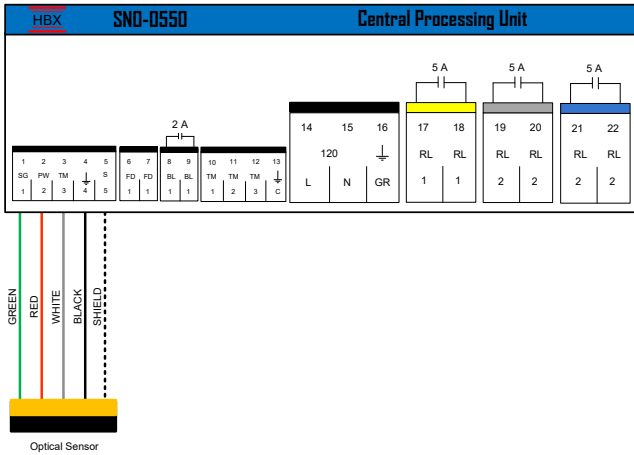 HBX SNO-0550 Central Processing Unit
5 A 5 A 5 A
2 A
14 15 16 17 18 19 20 21 22
120 RL RL RL RL RL RL
L N GR 1 1 2 2 2 2
1 2 3 4 5 6 7 8 9 10 11 12 13
SG PW TM S FD FD BL BL TM TM TM
1 2 3 4 5 1 1 1 1 1 2 3 C
GREEN
RED
WHITE
BLACK
SHIELD
Optical Sensor